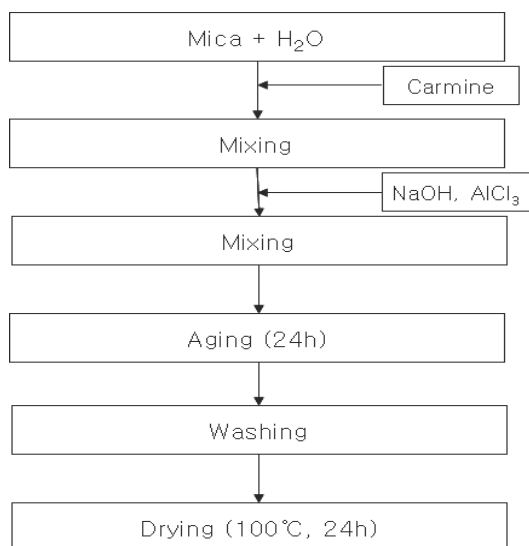 Mica + H₂O
Carmine
Mixing
NaOH, AlCl₃
Mixing
Aging (24h)
Washing
Drying (100℃, 24h)